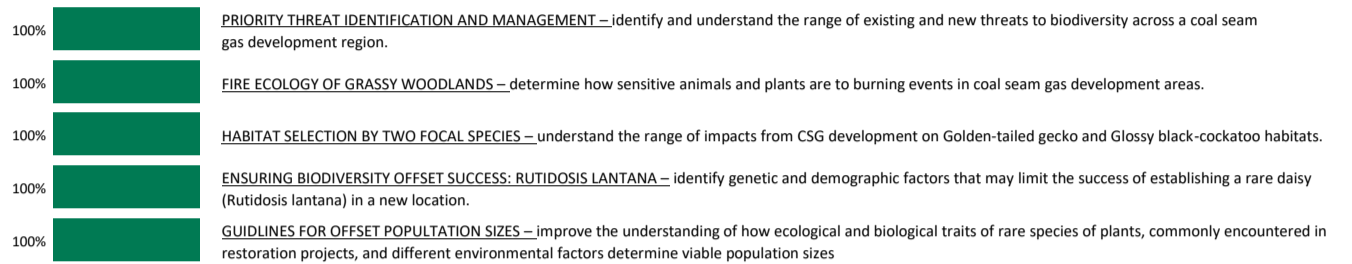 100%
PRIORITY THREAT IDENTIFICATION AND MANAGEMENT – identify and understand the range of existing and new threats to biodiversity across a coal seam
gas development region.
100%
FIRE ECOLOGY OF GRASSY WOODLANDS – determine how sensitive animals and plants are to burning events in coal seam gas development areas.
100%
HABITAT SELECTION BY TWO FOCAL SPECIES – understand the range of impacts from CSG development on Golden-tailed gecko and Glossy black-cockatoo habitats.
100%
ENSURING BIODIVERSITY OFFSET SUCCESS: RUTIDOSIS LANTANA – identify genetic and demographic factors that may limit the success of establishing a rare daisy
(Rutidosis lantana) in a new location.
100%
GUIDLINES FOR OFFSET POPULTATION SIZES – improve the understanding of how ecological and biological traits of rare species of plants, commonly encountered in
restoration projects, and different environmental factors determine viable population sizes